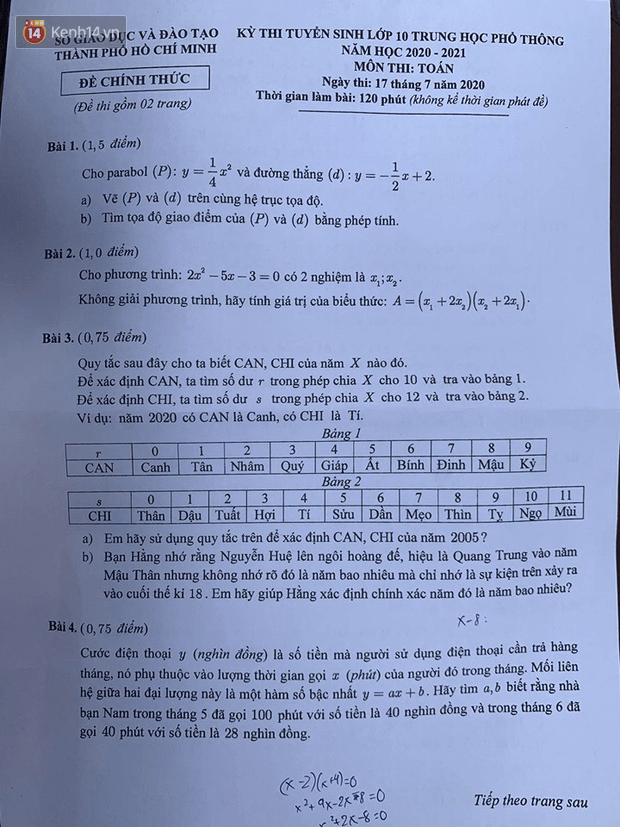 14 Kenh14.vn
SỞ GIÁO DỤC VÀ ĐÀO TẠO
THÀNH PHỐ HỒ CHÍ MINH
ĐỀ CHÍNH THỨC
(Đề thi gồm 02 trang)
KỲ THI TUYỂN SINH LỚP 10 TRUNG HỌC PHỔ THÔNG
NĂM HỌC 2020 - 2021
MÔN THI: TOÁN
Ngày thi: 17 tháng 7 năm 2020
Thời gian làm bài: 120 phút (không kể thời gian phát đề)
Bài 1. (1,5 điểm)
Cho parabol (P): y = 1/4 x² và đường thẳng (d): y = −1/2 x + 2.
a) Vẽ (P) và (d) trên cùng hệ trục tọa độ.
b) Tìm tọa độ giao điểm của (P) và (d) bằng phép tính.
Bài 2. (1,0 điểm)
Cho phương trình: 2x² − 5x − 3 = 0 có 2 nghiệm là x₁; x₂.
Không giải phương trình, hãy tính giá trị của biểu thức: A = (x₁ + 2x₂)(x₂ + 2x₁).
Bài 3. (0,75 điểm)
Quy tắc sau đây cho ta biết CAN, CHI của năm X nào đó.
Để xác định CAN, ta tìm số dư r trong phép chia X cho 10 và tra vào bảng 1.
Để xác định CHI, ta tìm số dư s trong phép chia X cho 12 và tra vào bảng 2.
Ví dụ: năm 2020 có CAN là Canh, có CHI là Tí.
Bảng 1
r 0 1 2 3 4 5 6 7 8 9
CAN Canh Tân Nhâm Quý Giáp Ất Bính Đinh Mậu Kỷ
Bảng 2
s 0 1 2 3 4 5 6 7 8 9 10 11
CHI Thân Dậu Tuất Hợi Tí Sửu Dần Mẹo Thìn Tỵ Ngọ Mùi
a) Em hãy sử dụng quy tắc trên để xác định CAN, CHI của năm 2005?
b) Bạn Hằng nhớ rằng Nguyễn Huệ lên ngôi hoàng đế, hiệu là Quang Trung vào năm
Mậu Thân nhưng không nhớ rõ đó là năm bao nhiêu mà chỉ nhớ là sự kiện trên xảy ra
vào cuối thế kỉ 18. Em hãy giúp Hằng xác định chính xác năm đó là năm bao nhiêu?
x-8:
Bài 4. (0,75 điểm)
Cước điện thoại y (nghìn đồng) là số tiền mà người sử dụng điện thoại cần trả hàng
tháng, nó phụ thuộc vào lượng thời gian gọi x (phút) của người đó trong tháng. Mối liên
hệ giữa hai đại lượng này là một hàm số bậc nhất y = ax + b. Hãy tìm a, b biết rằng nhà
bạn Nam trong tháng 5 đã gọi 100 phút với số tiền là 40 nghìn đồng và trong tháng 6 đã
gọi 40 phút với số tiền là 28 nghìn đồng.
(x-2)(x+4)=0
x²+4x-2x-8=0
x²+2x-8=0
Tiếp theo trang sau